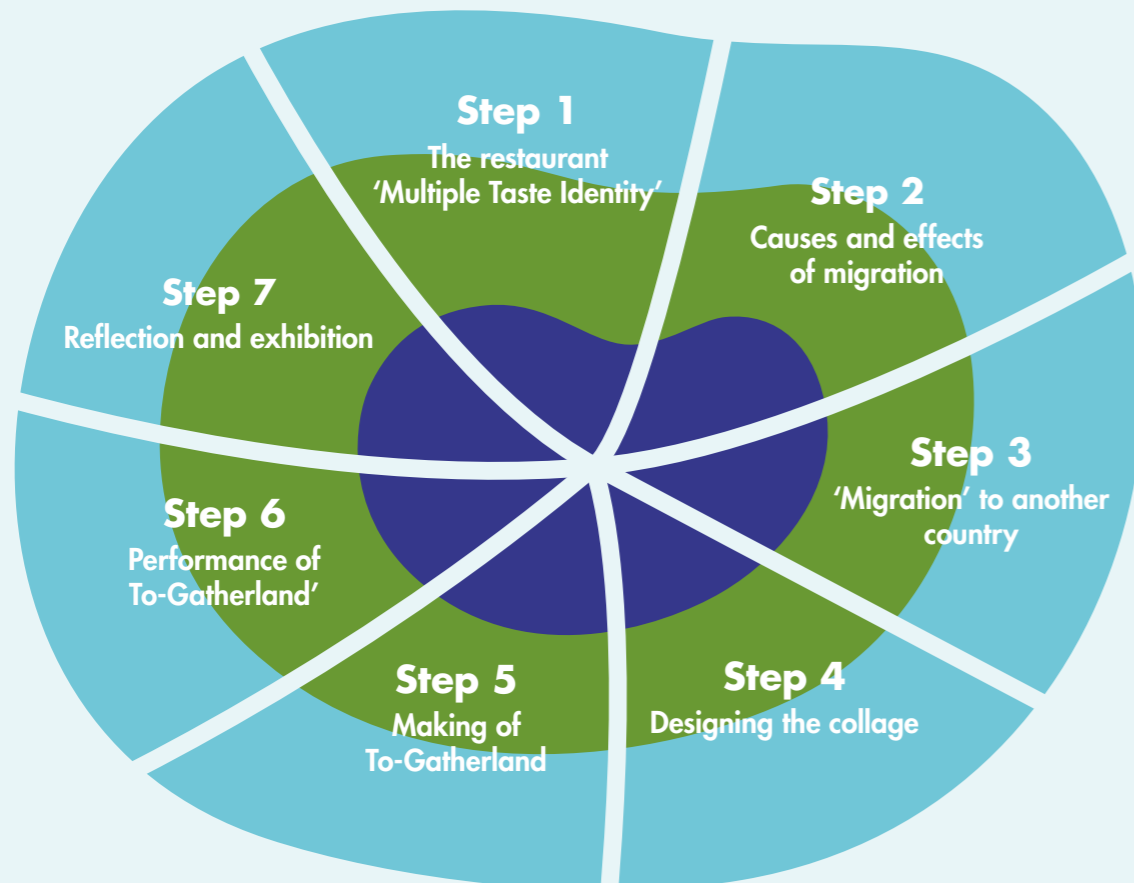 Step 1
The restaurant
‘Multiple Taste Identity’
Step 2
Causes and effects
of migration
Step 3
‘Migration’ to another
country
Step 4
Designing the collage
Step 5
Making of
To-Gatherland
Step 6
Performance of
To-Gatherland’
Step 7
Reflection and exhibition